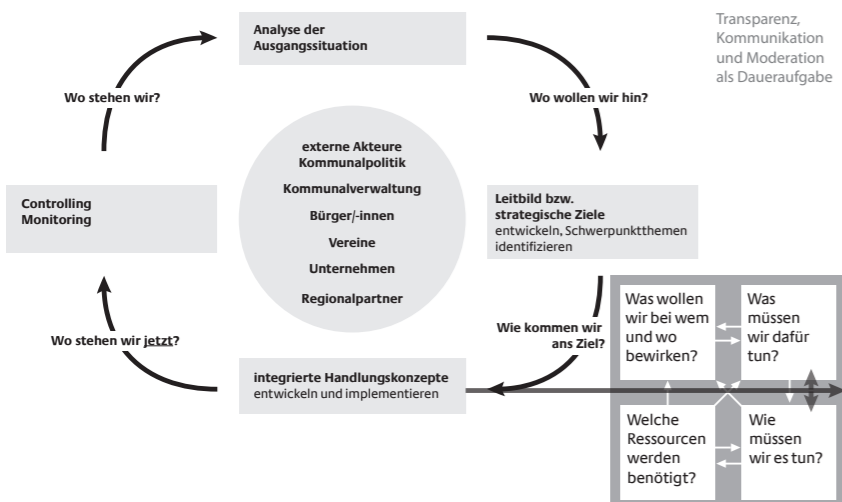 Analyse der
Ausgangssituation
Transparenz,
Kommunikation
und Moderation
als Daueraufgabe
Wo stehen wir?
Wo wollen wir hin?
externe Akteure
Kommunalpolitik
Kommunalverwaltung
Bürger/-innen
Vereine
Unternehmen
Regionalpartner
Controlling
Monitoring
Leitbild bzw.
strategische Ziele
entwickeln, Schwerpunktthemen
identifizieren
Wo stehen wir jetzt?
Wie kommen wir
ans Ziel?
integrierte Handlungskonzepte
entwickeln und implementieren
Was wollen
wir bei wem
und wo
bewirken?
Was
müssen
wir dafür
tun?
Welche
Ressourcen
werden
benötigt?
Wie
müssen
wir es tun?